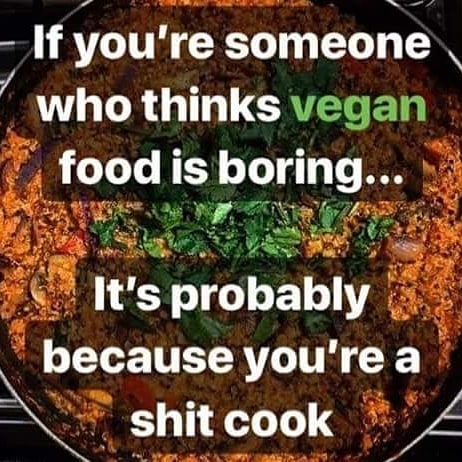 If you're someone
who thinks vegan
food is boring...
It's probably
because you're a
shit cook